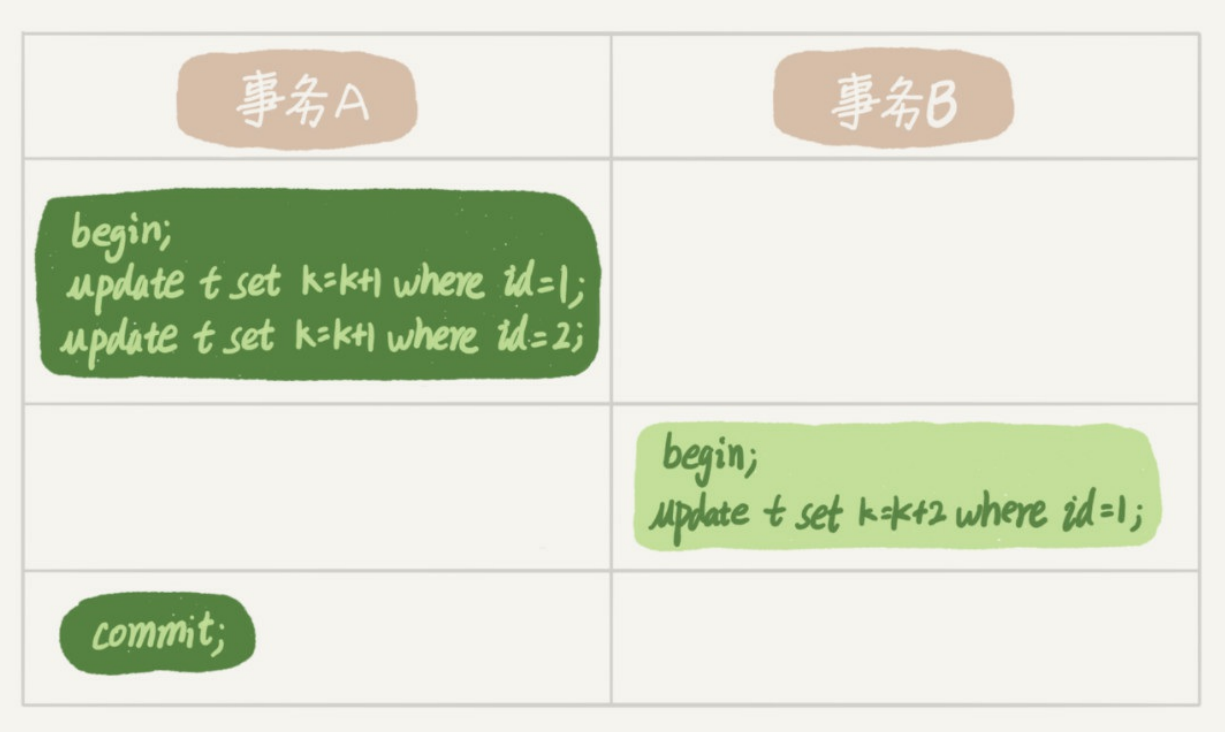 事务A
事务B
begin;
update t set k=k+1 where id=1;
update t set k=k+1 where id=2;
begin;
update t set k=k+2 where id=1;
commit;